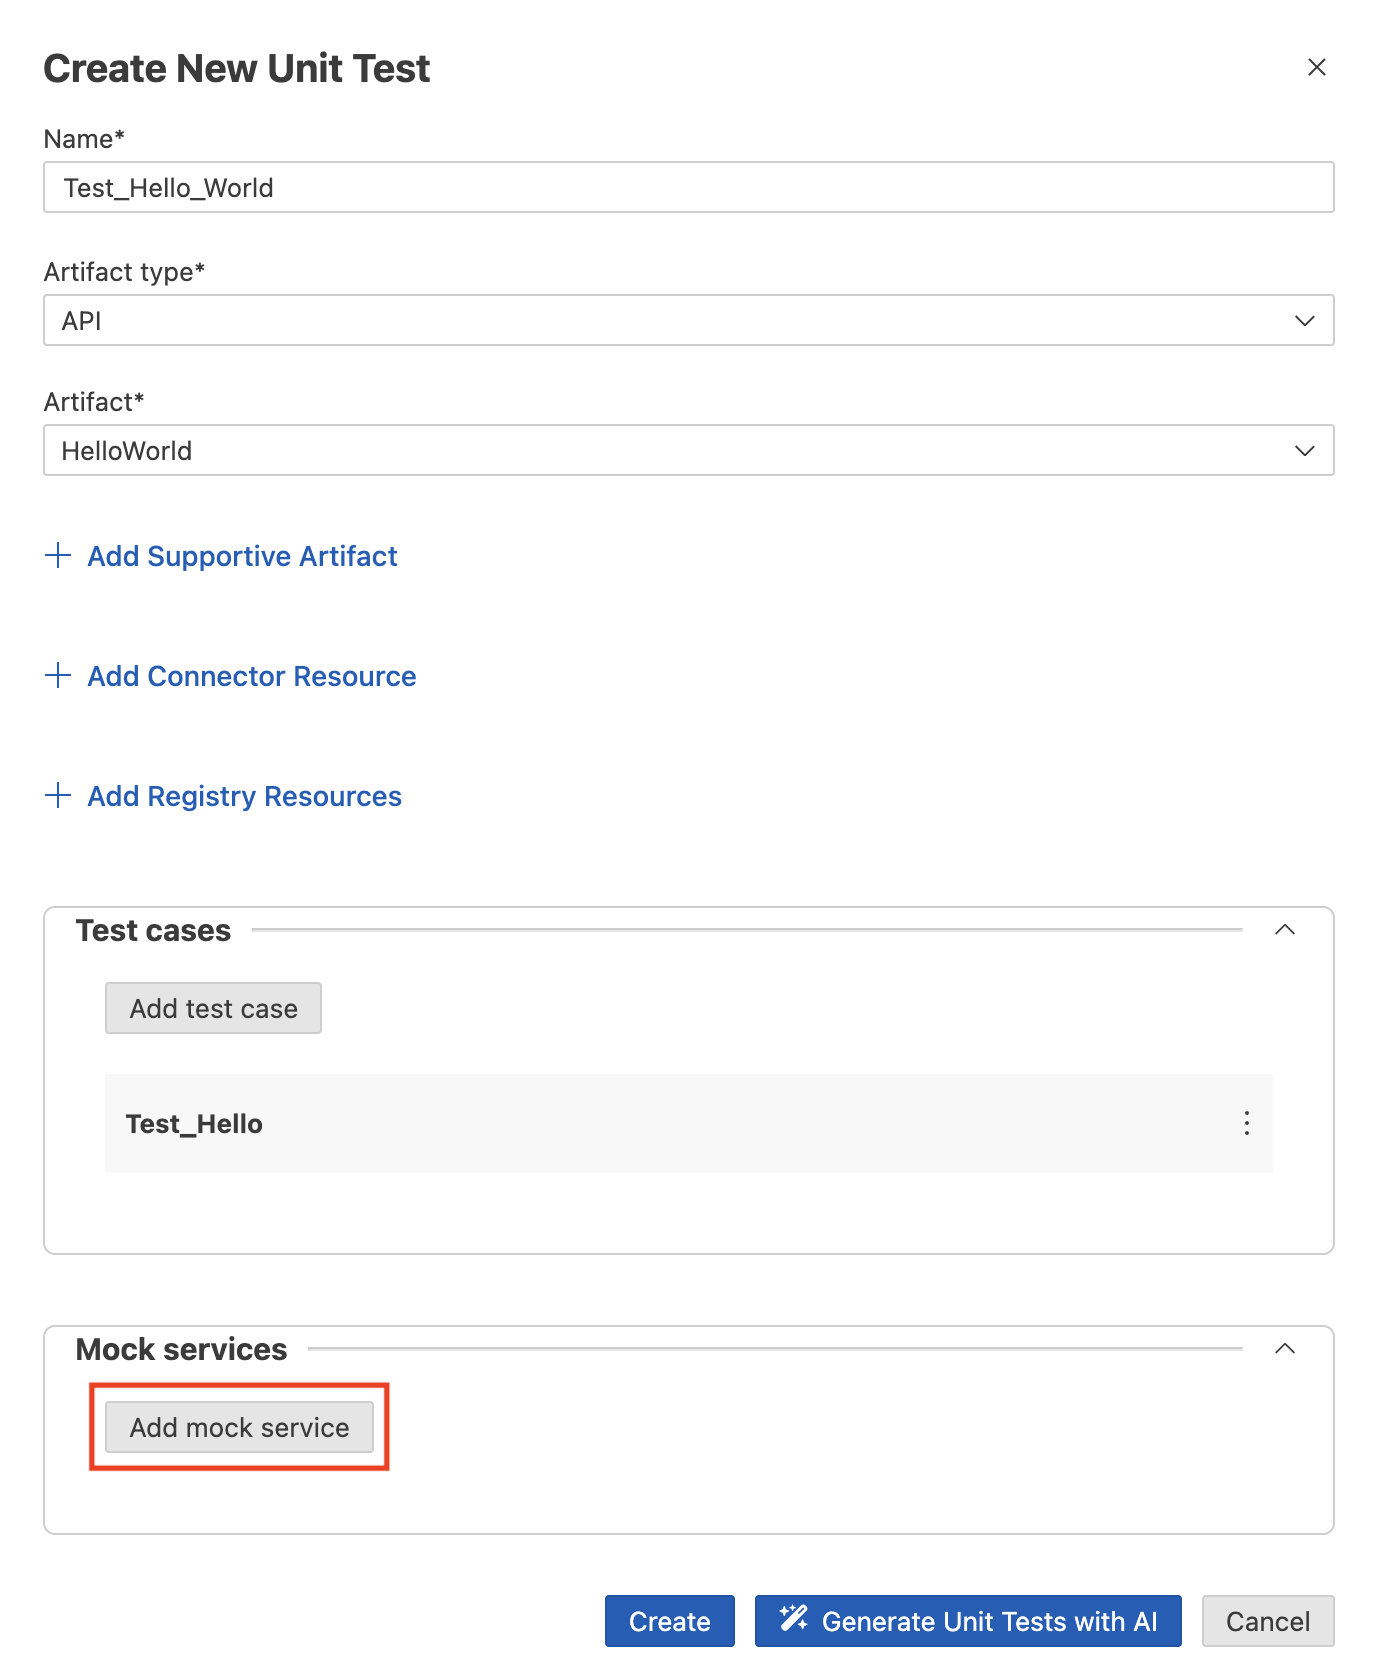 Create New Unit Test
Name*
Test_Hello_World
Artifact type*
API
Artifact*
HelloWorld
Add Supportive Artifact
Add Connector Resource
Add Registry Resources
Test cases
Add test case
Test_Hello
Mock services
Add mock service
Create Generate Unit Tests with AI Cancel